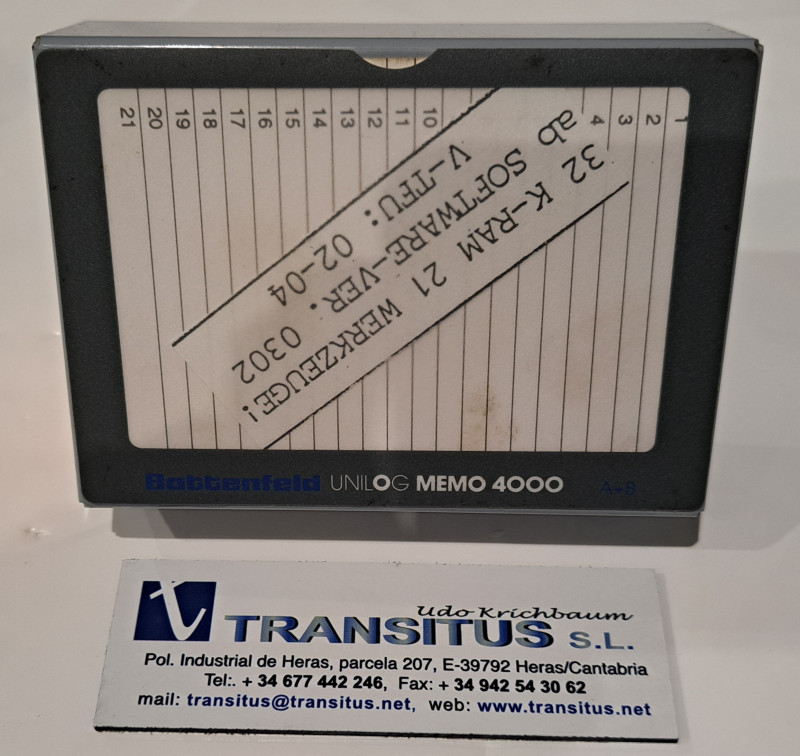 21 20 19 18 17 16 15 14 13 12 11 10 4 3 2 1
32 K-RAM 21 WERKZEUGE!
ab SOFTWARE-VER. 0302
V-TFU: 02-04
Battenfeld UNILOG MEMO 4000 A→B
t
Udo Krichbaum
TRANSITUS S.L.
Pol. Industrial de Heras, parcela 207, E-39792 Heras/Cantabria
Tel:. + 34 677 442 246, Fax: + 34 942 54 30 62
mail: transitus@transitus.net, web: www.transitus.net